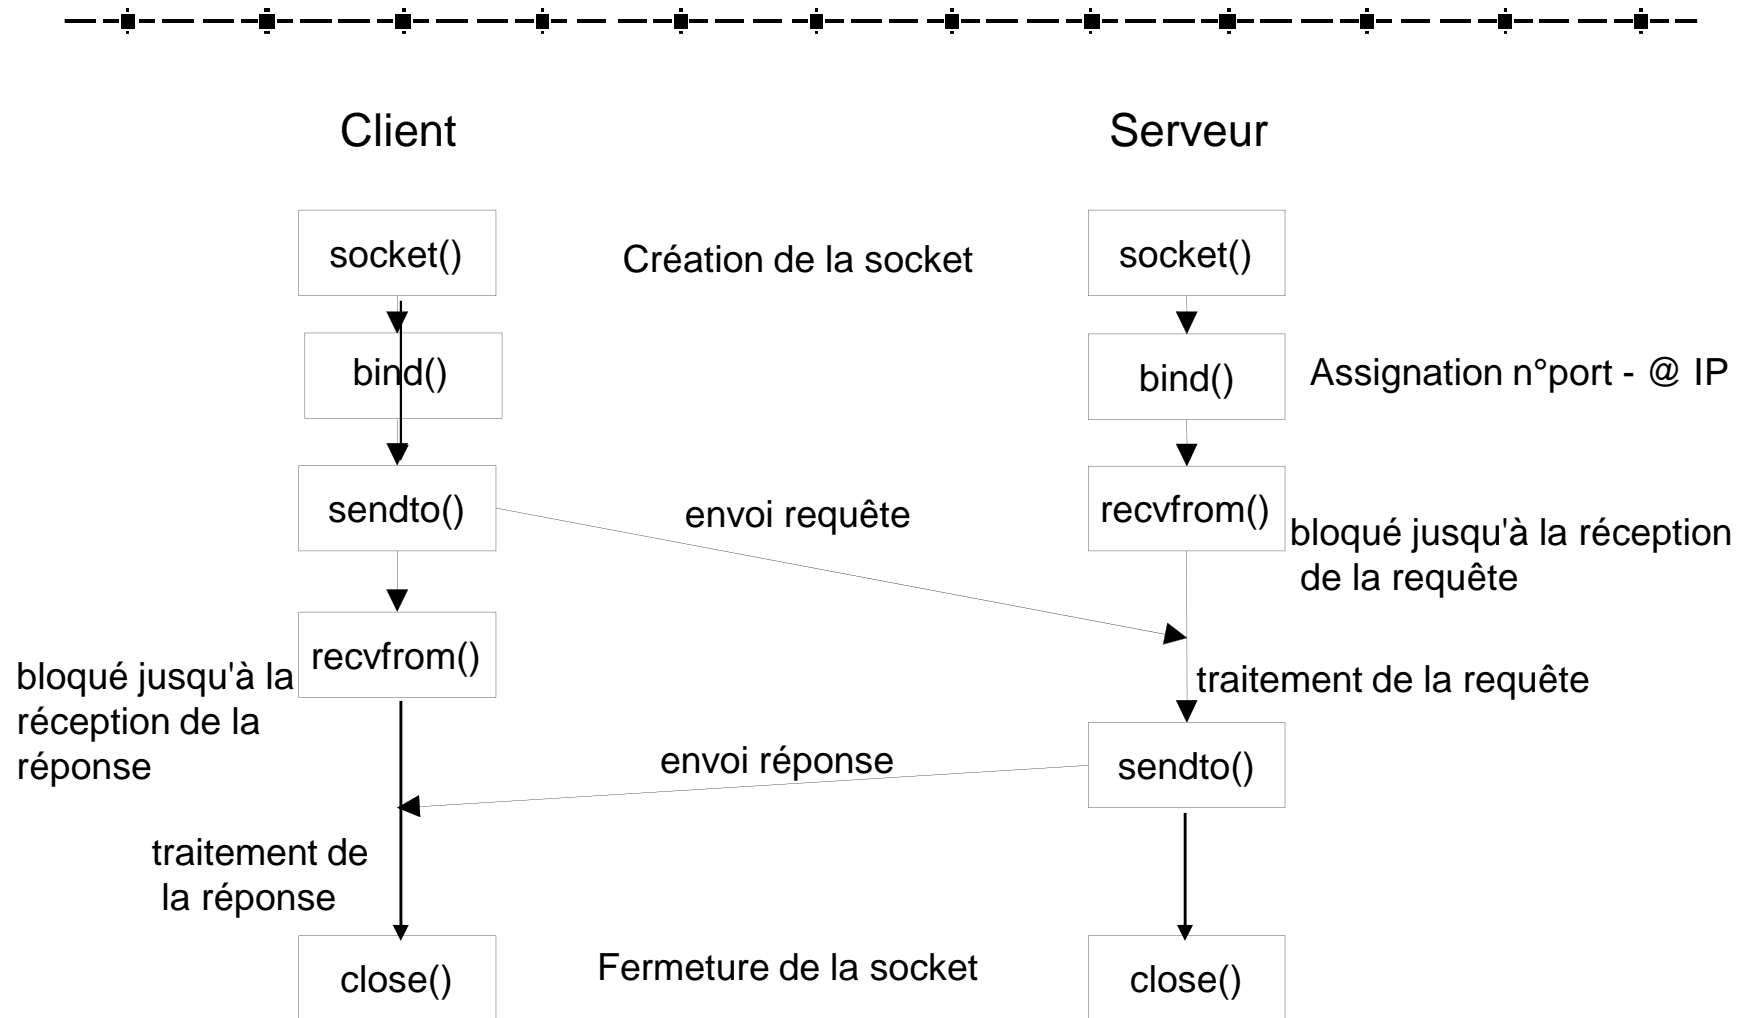 Client
Serveur
socket()
Création de la socket
socket()
bind()
bind()
Assignation n°port - @ IP
sendto()
envoi requête
recvfrom()
bloqué jusqu'à la réception
de la requête
recvfrom()
bloqué jusqu'à la
réception de la
réponse
traitement de la requête
envoi réponse
sendto()
traitement de
la réponse
close()
Fermeture de la socket
close()